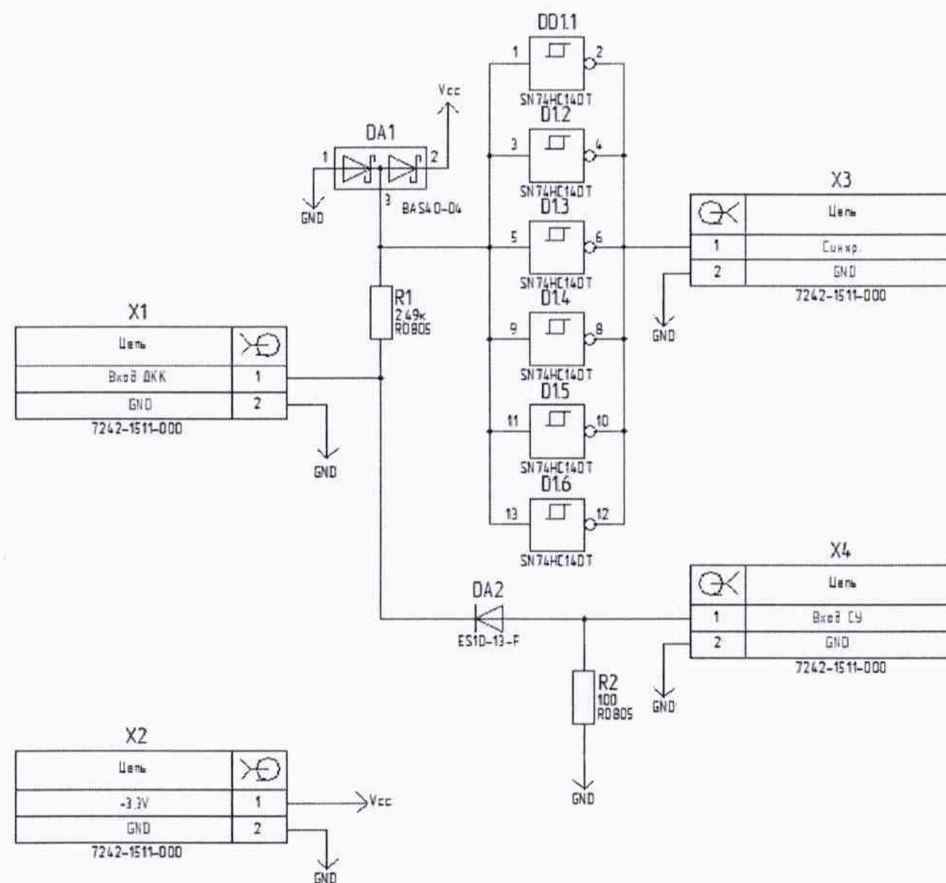 DD1.1
1
2
SN74HC14DT
D1.2
3
4
SN74HC14DT
D1.3
5
6
SN74HC14DT
D1.4
9
8
SN74HC14DT
D1.5
11
10
SN74HC14DT
D1.6
13
12
SN74HC14DT
Vcc
DA1
1
2
3
GND
BAS40-04
R1
2,49к
R0805
X1
Цепь
Вход ДКК
1
GND
2
7242-1511-000
GND
X3
Цепь
1
Синхр.
2
GND
7242-1511-000
GND
DA2
ES1D-13-F
X4
Цепь
1
Вход СУ
2
GND
7242-1511-000
GND
R2
100
R0805
GND
X2
Цепь
-3.3V
1
Vcc
GND
2
7242-1511-000
GND